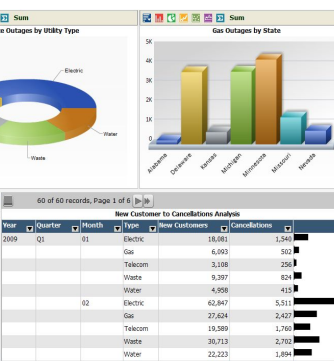 Sum
Sum
e Outages by Utility Type
Gas Outages by State
Electric
Water
Waste
5K
4K
3K
2K
1K
0
Alabama
Delaware
Kansas
Michigan
Minnesota
Missouri
Nevada
60 of 60 records, Page 1 of 6
New Customer to Cancellations Analysis
Year Quarter Month Type New Customers Cancellations
2009 Q1 01 Electric 18,081 1,540
Gas 6,093 502
Telecom 3,108 256
Waste 9,397 824
Water 4,958 415
02 Electric 62,847 5,511
Gas 27,624 2,427
Telecom 19,589 1,760
Waste 30,713 2,702
Water 22,223 1,894